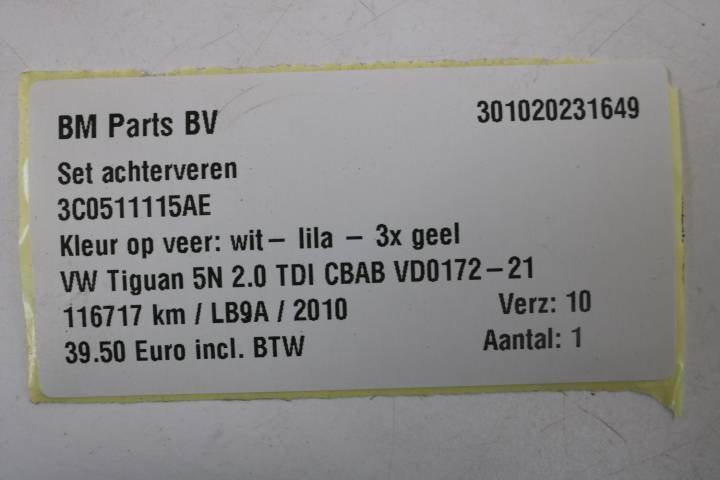 BM Parts BV 301020231649
Set achterveren
3C0511115AE
Kleur op veer: wit- lila - 3x geel
VW Tiguan 5N 2.0 TDI CBAB VD0172-21
116717 km / LB9A / 2010 Verz: 10
39.50 Euro incl. BTW Aantal: 1